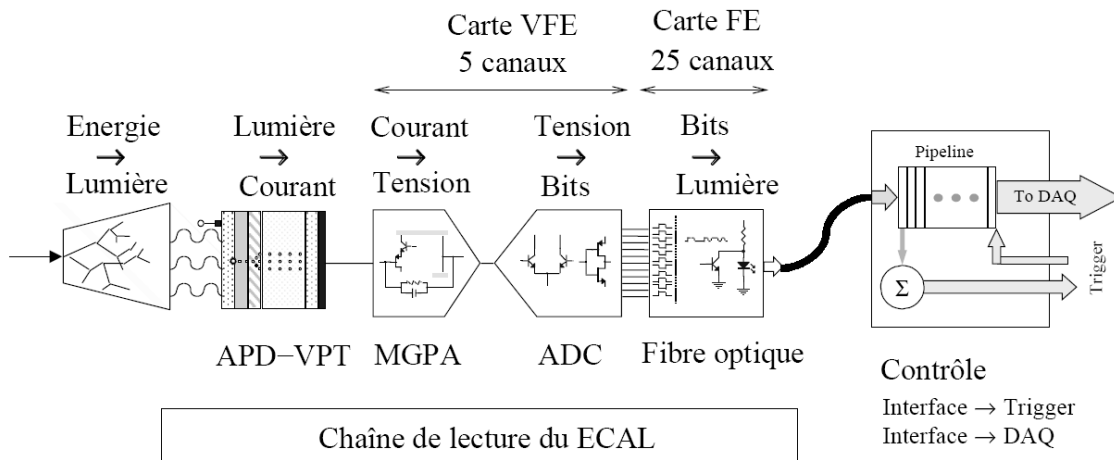 Carte VFE
5 canaux
Carte FE
25 canaux
Energie
→
Lumière
Lumière
→
Courant
Courant
→
Tension
Tension
→
Bits
Bits
→
Lumière
Pipeline
To DAQ
Σ
Trigger
APD−VPT
MGPA
ADC
Fibre optique
Contrôle
Interface → Trigger
Interface → DAQ
Chaîne de lecture du ECAL